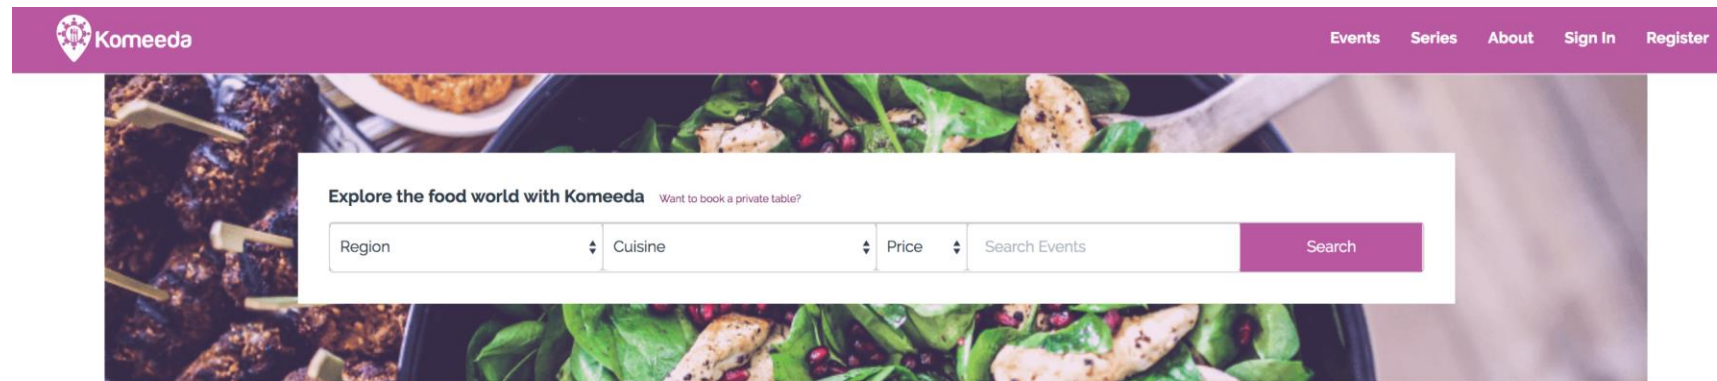 Komeeda
Events Series About Sign In Register
Explore the food world with Komeeda Want to book a private table?
Region Cuisine Price Search Events Search